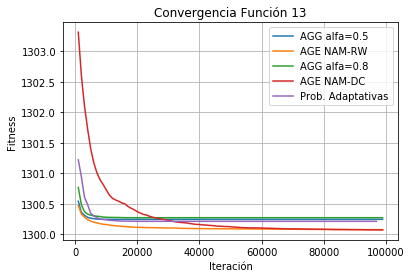 Convergencia Función 13
AGG alfa=0.5
AGE NAM-RW
AGG alfa=0.8
AGE NAM-DC
Prob. Adaptativas
Fitness
1303.0
1302.5
1302.0
1301.5
1301.0
1300.5
1300.0
0 20000 40000 60000 80000 100000
Iteración